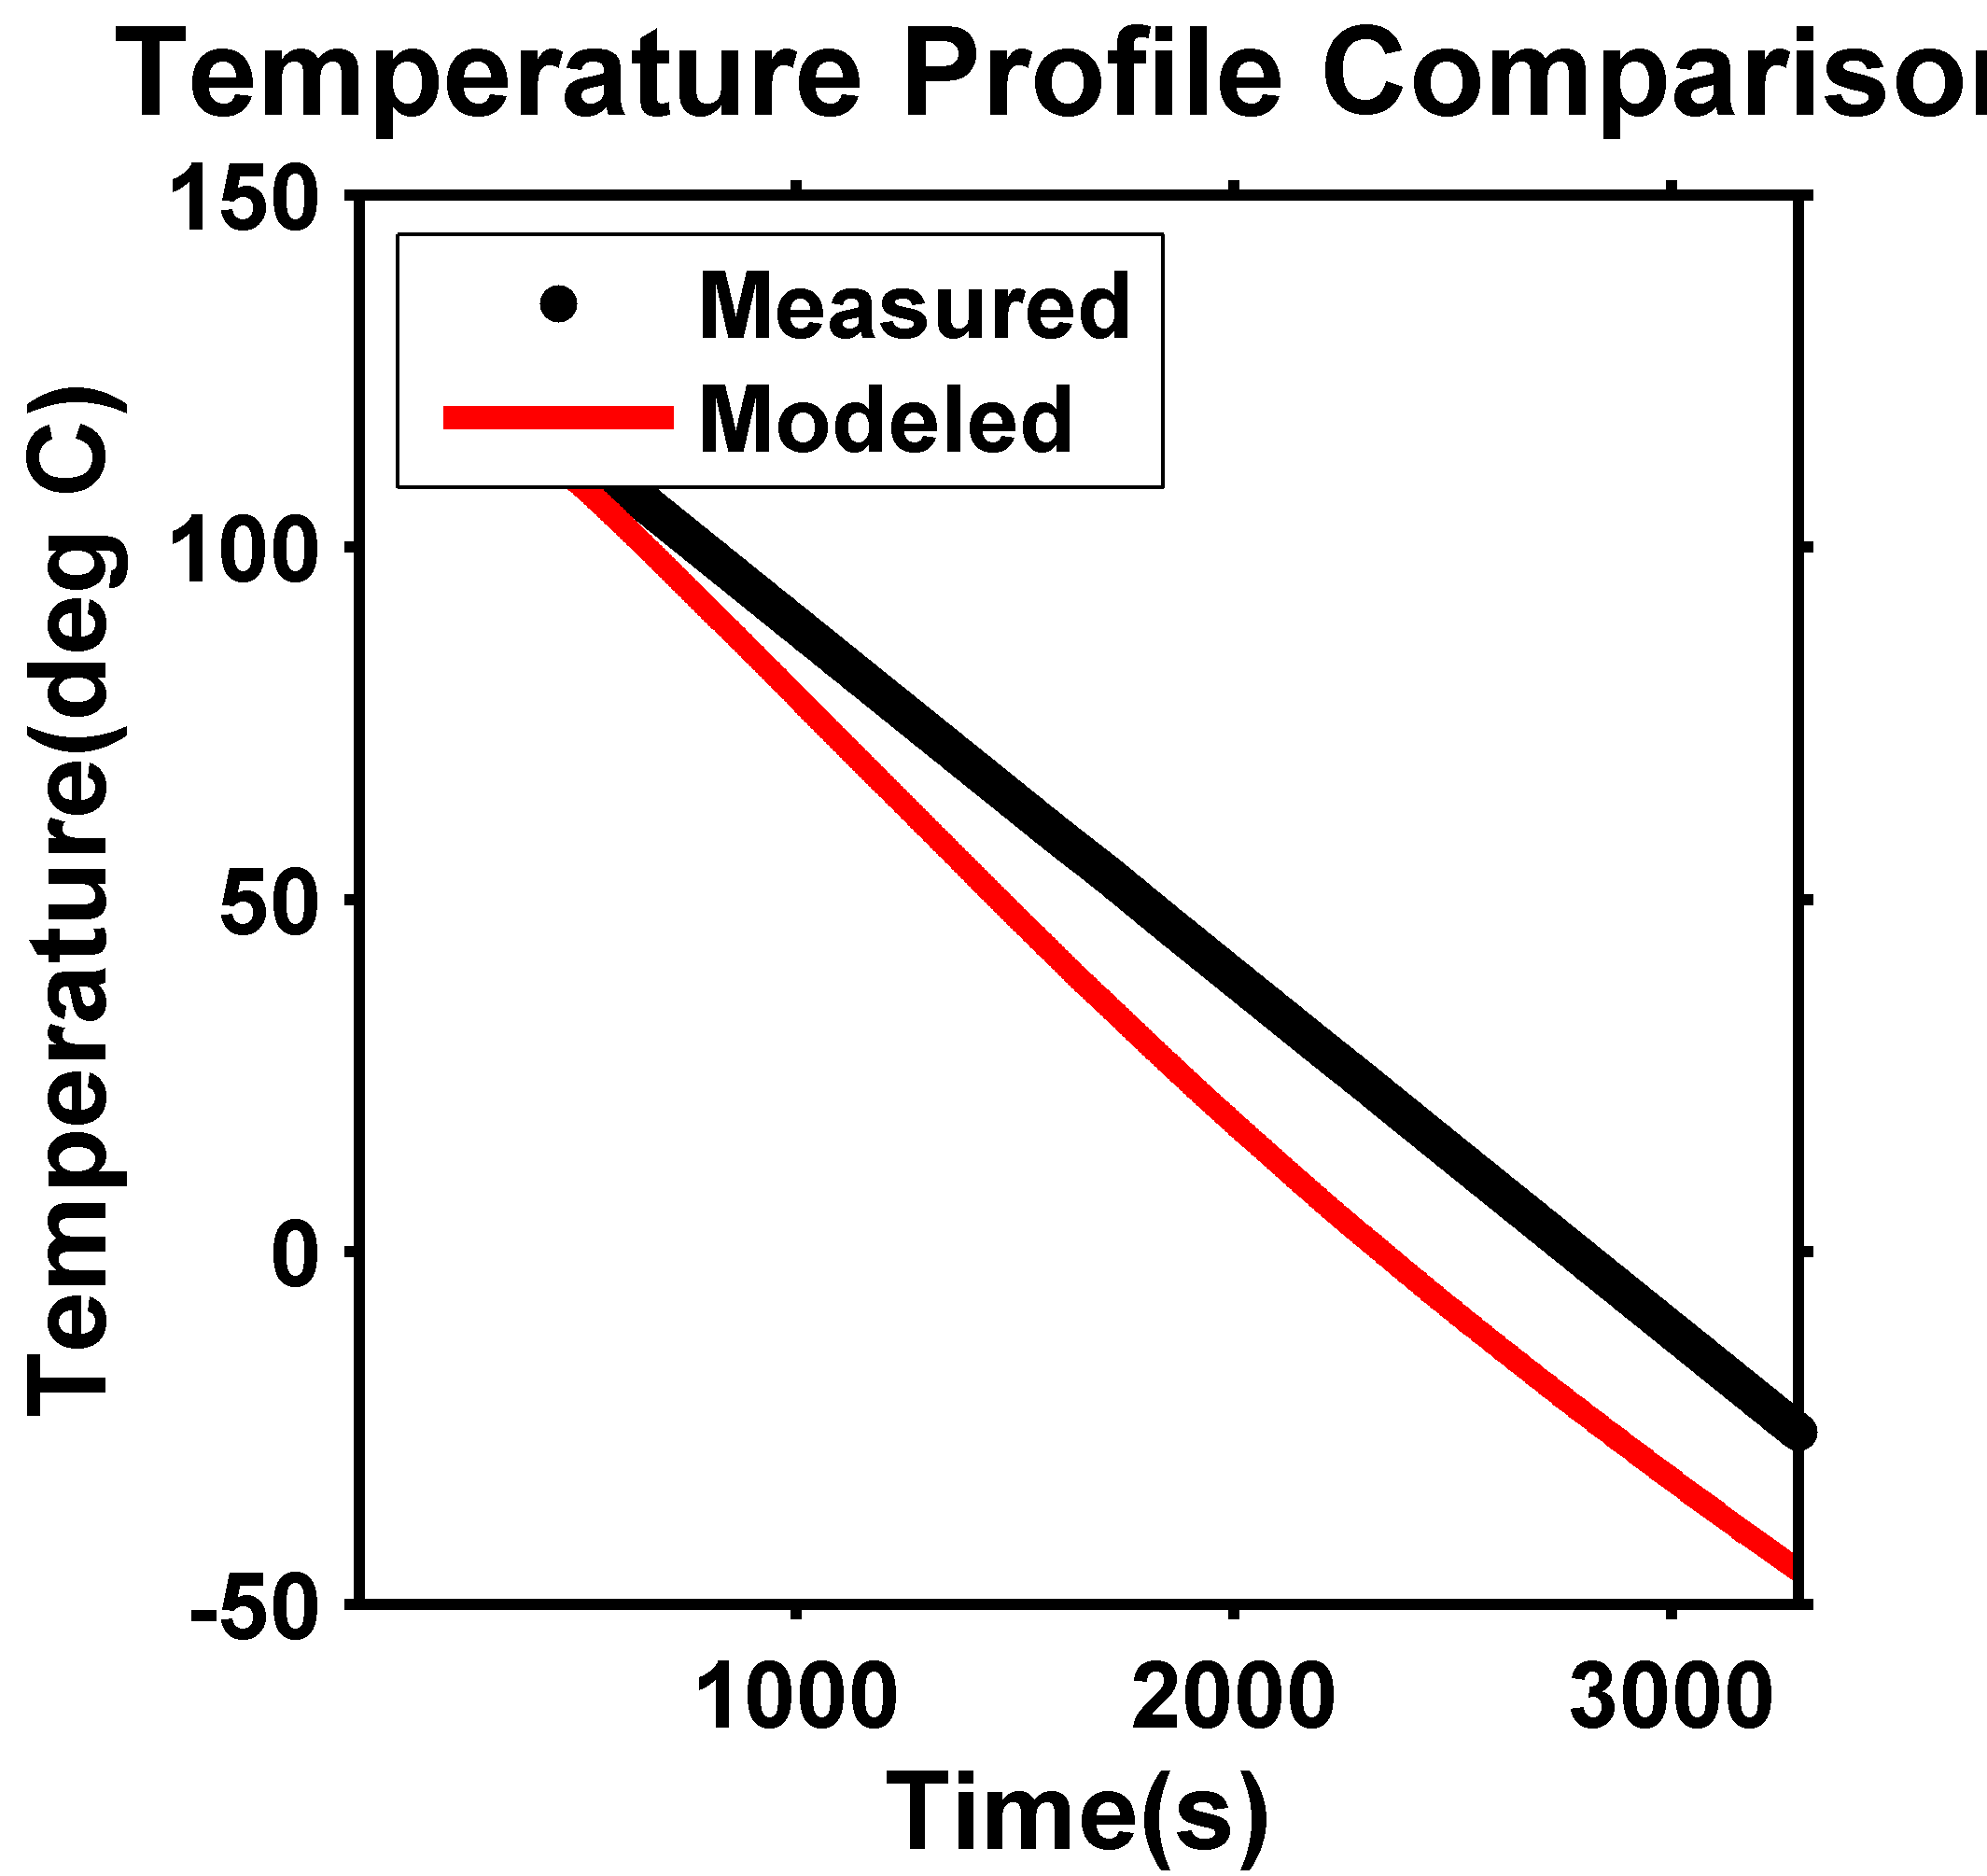 Temperature Profile Comparison
150
100
50
0
-50
Temperature(deg C)
Measured
Modeled
1000 2000 3000
Time(s)